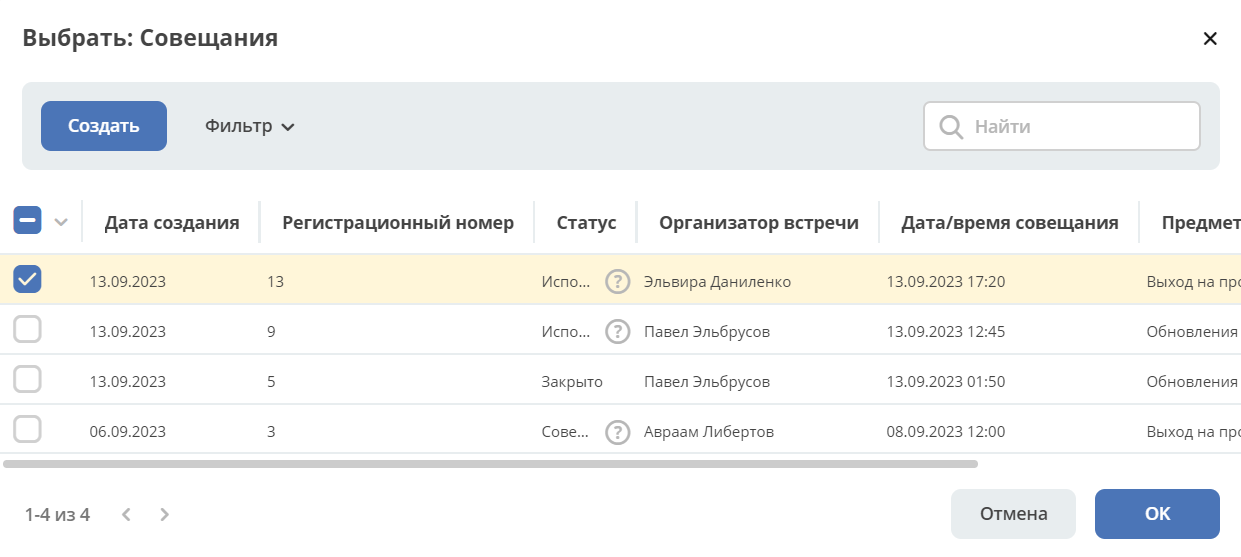 Выбрать: Совещания
Создать Фильтр Найти
Дата создания Регистрационный номер Статус Организатор встречи Дата/время совещания Предмет
13.09.2023 13 Испо... ? Эльвира Даниленко 13.09.2023 17:20 Выход на про
13.09.2023 9 Испо... ? Павел Эльбрусов 13.09.2023 12:45 Обновления
13.09.2023 5 Закрыто Павел Эльбрусов 13.09.2023 01:50 Обновления
06.09.2023 3 Сове... ? Авраам Либертов 08.09.2023 12:00 Выход на про
1-4 из 4 Отмена ОК